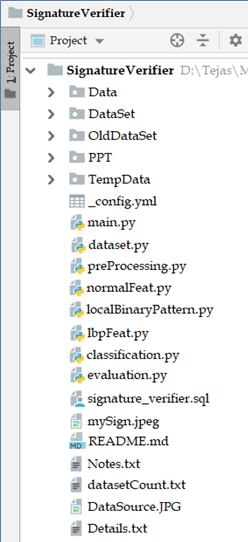 SignatureVerifier
1: Project
Project
SignatureVerifier D:\Tejas\M
Data
DataSet
OldDataSet
PPT
TempData
_config.yml
main.py
dataset.py
preProcessing.py
normalFeat.py
localBinaryPattern.py
lbpFeat.py
classification.py
evaluation.py
signature_verifier.sql
mySign.jpeg
MD README.md
Notes.txt
datasetCount.txt
DataSource.JPG
Details.txt